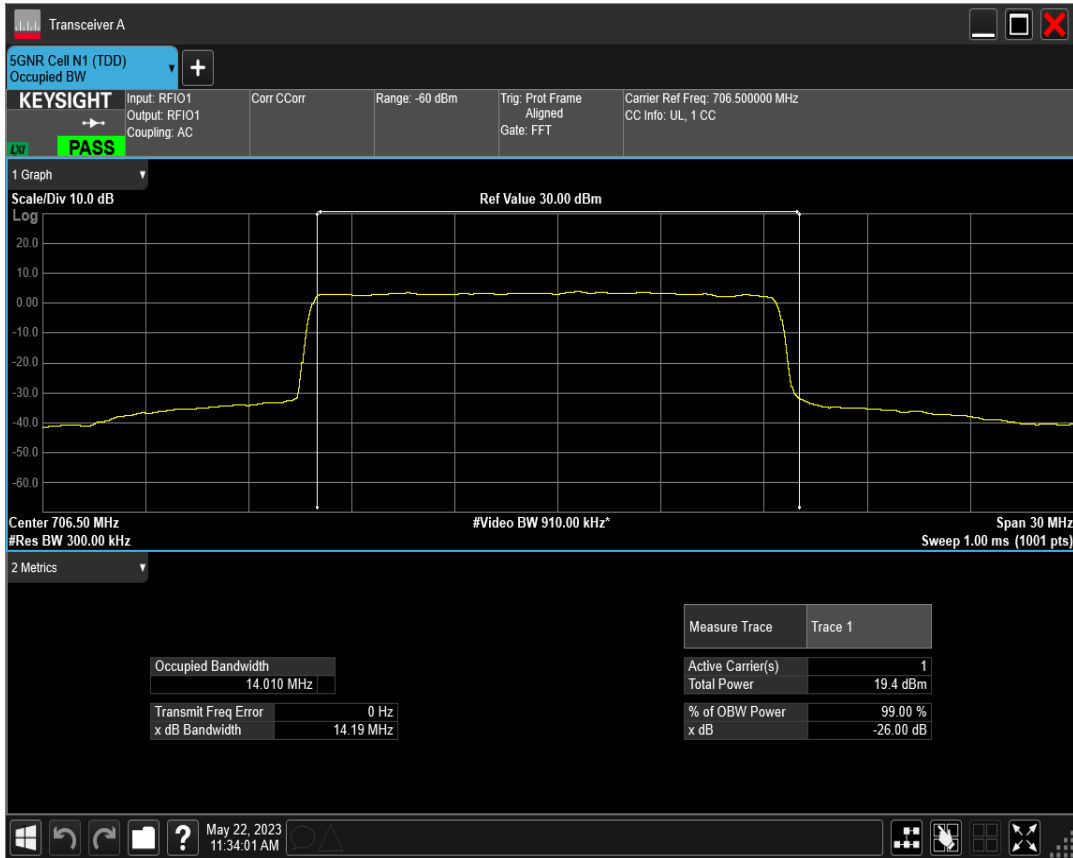 Transceiver A
5GNR Cell N1 (TDD)
Occupied BW
+
KEYSIGHT
LXI
PASS
Input: RFIO1
Output: RFIO1
Coupling: AC
Corr CCorr
Range: -60 dBm
Trig: Prot Frame
Aligned
Gate: FFT
Carrier Ref Freq: 706.500000 MHz
CC Info: UL, 1 CC
1 Graph
Scale/Div 10.0 dB
Ref Value 30.00 dBm
Log
20.0
10.0
0.00
-10.0
-20.0
-30.0
-40.0
-50.0
-60.0
Center 706.50 MHz
#Video BW 910.00 kHz*
Span 30 MHz
#Res BW 300.00 kHz
Sweep 1.00 ms (1001 pts)
2 Metrics
Measure Trace Trace 1
Occupied Bandwidth
14.010 MHz
Active Carrier(s) 1
Total Power 19.4 dBm
Transmit Freq Error 0 Hz
x dB Bandwidth 14.19 MHz
% of OBW Power 99.00 %
x dB -26.00 dB
?
May 22, 2023
11:34:01 AM